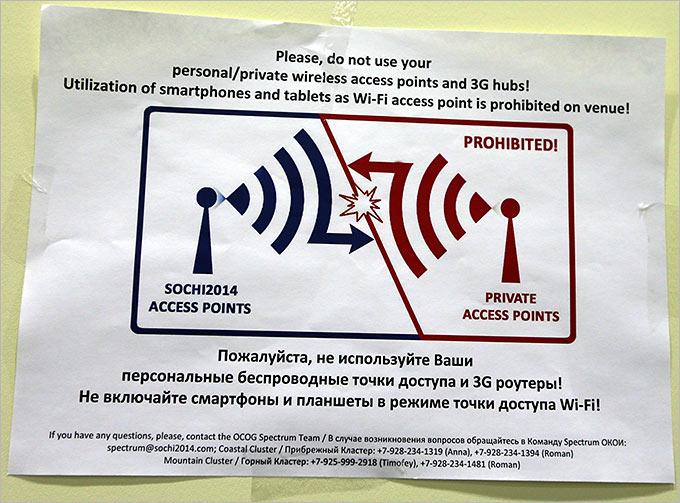 Please, do not use your
personal/private wireless access points and 3G hubs!
Utilization of smartphones and tablets as Wi-Fi access point is prohibited on venue!
PROHIBITED!
SOCHI2014
ACCESS POINTS
PRIVATE
ACCESS POINTS
Пожалуйста, не используйте Ваши
персональные беспроводные точки доступа и 3G роутеры!
Не включайте смартфоны и планшеты в режиме точки доступа Wi-Fi!
If you have any questions, please, contact the OCOG Spectrum Team / В случае возникновения вопросов обращайтесь в Команду Spectrum ОКОИ:
spectrum@sochi2014.com; Coastal Cluster / Прибрежный Кластер: +7-928-234-1319 (Anna), +7-928-234-1394 (Roman)
Mountain Cluster / Горный Кластер: +7-925-999-2918 (Timofey), +7-928-234-1481 (Roman)